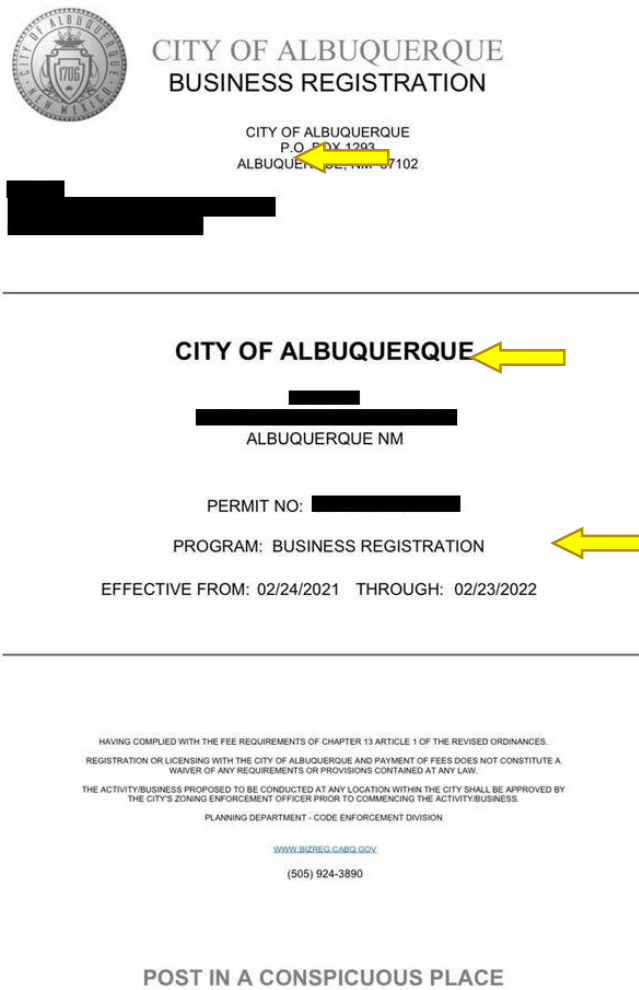 CITY OF ALBUQUERQUE
NEW MEXICO
1706
CITY OF ALBUQUERQUE
BUSINESS REGISTRATION
CITY OF ALBUQUERQUE
P.O. BOX 1293
ALBUQUERQUE, NM 87102
CITY OF ALBUQUERQUE
ALBUQUERQUE NM
PERMIT NO:
PROGRAM: BUSINESS REGISTRATION
EFFECTIVE FROM: 02/24/2021 THROUGH: 02/23/2022
HAVING COMPLIED WITH THE FEE REQUIREMENTS OF CHAPTER 13 ARTICLE 1 OF THE REVISED ORDINANCES.
REGISTRATION OR LICENSING WITH THE CITY OF ALBUQUERQUE AND PAYMENT OF FEES DOES NOT CONSTITUTE A
WAIVER OF ANY REQUIREMENTS OR PROVISIONS CONTAINED AT ANY LAW.
THE ACTIVITY/BUSINESS PROPOSED TO BE CONDUCTED AT ANY LOCATION WITHIN THE CITY SHALL BE APPROVED BY
THE CITY'S ZONING ENFORCEMENT OFFICER PRIOR TO COMMENCING THE ACTIVITY/BUSINESS.
PLANNING DEPARTMENT - CODE ENFORCEMENT DIVISION
WWW.BIZREG.CABQ.GOV
(505) 924-3890
POST IN A CONSPICUOUS PLACE